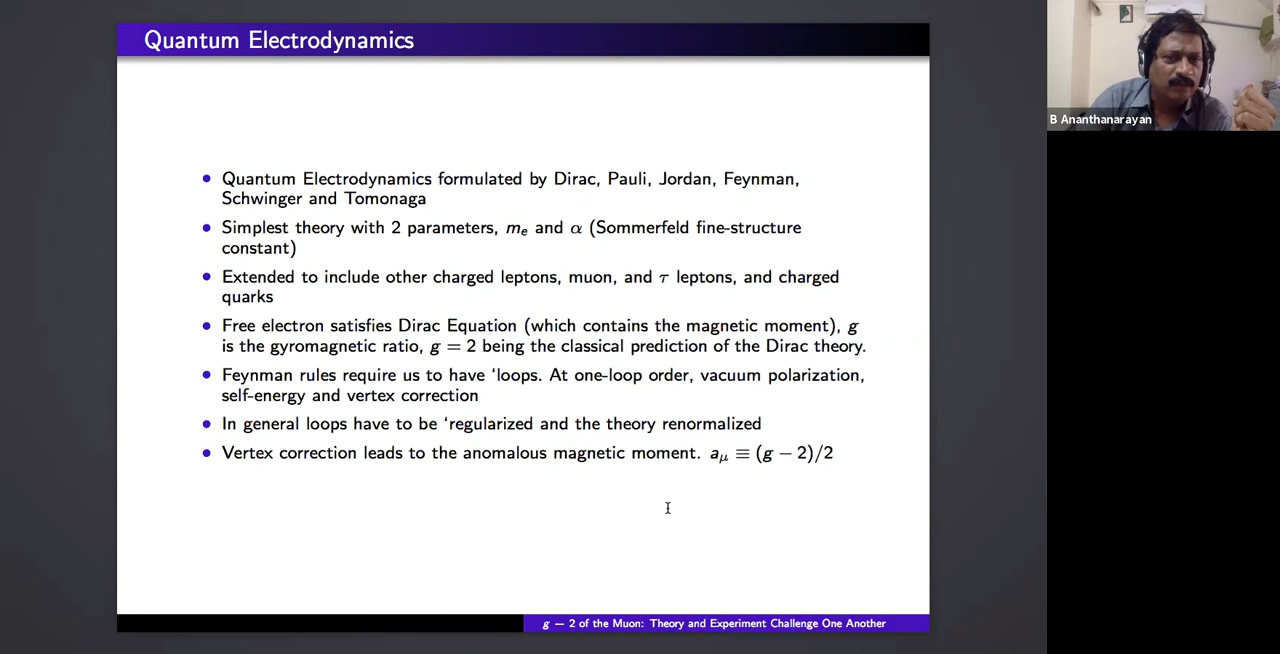 Quantum Electrodynamics
Quantum Electrodynamics formulated by Dirac, Pauli, Jordan, Feynman,
Schwinger and Tomonaga
Simplest theory with 2 parameters, mₑ and α (Sommerfeld fine-structure
constant)
Extended to include other charged leptons, muon, and τ leptons, and charged
quarks
Free electron satisfies Dirac Equation (which contains the magnetic moment), g
is the gyromagnetic ratio, g = 2 being the classical prediction of the Dirac theory.
Feynman rules require us to have ‘loops. At one-loop order, vacuum polarization,
self-energy and vertex correction
In general loops have to be ‘regularized and the theory renormalized
Vertex correction leads to the anomalous magnetic moment. aμ ≡ (g − 2)/2
g — 2 of the Muon: Theory and Experiment Challenge One Another
B Ananthanarayan